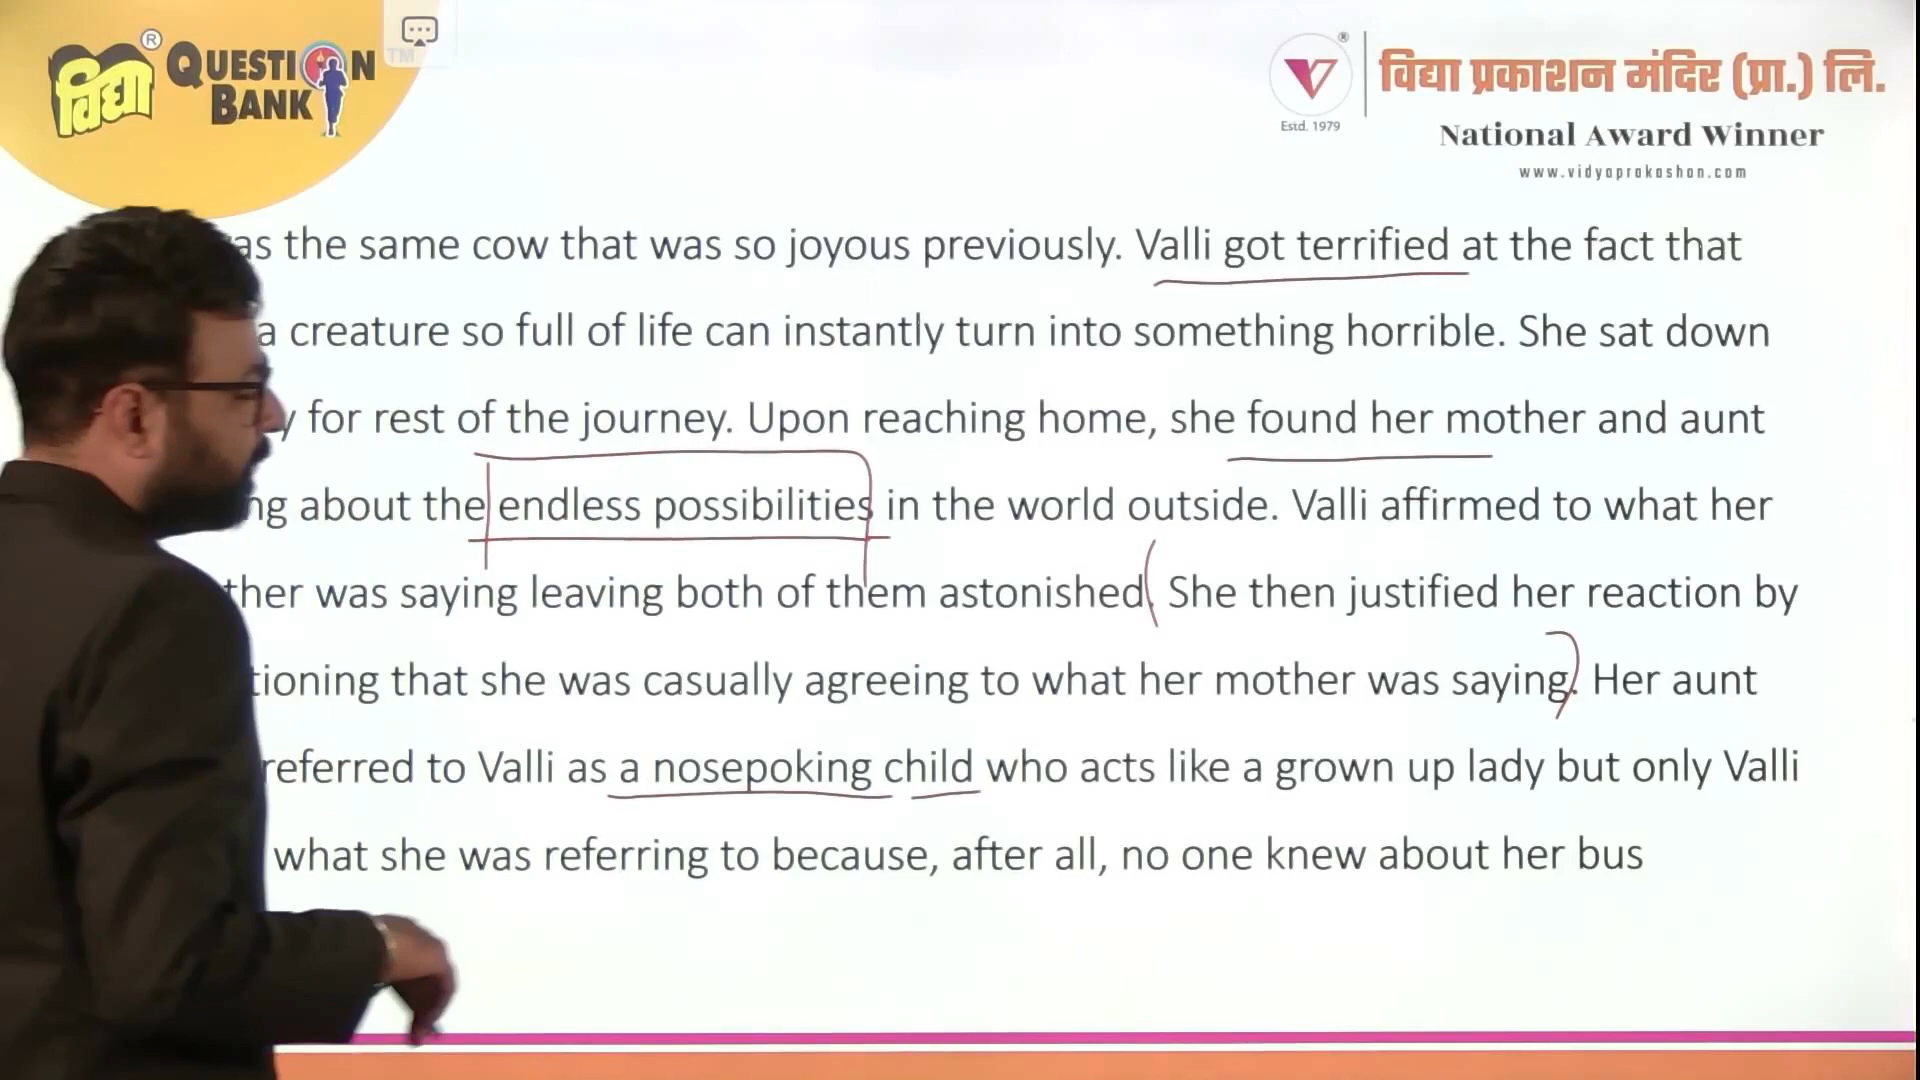 विद्या ® QUESTION BANK TM
® विद्या प्रकाशन मंदिर (प्रा.) लि.
Estd. 1979
National Award Winner
www.vidyaprakashan.com
as the same cow that was so joyous previously. Valli got terrified at the fact that
a creature so full of life can instantly turn into something horrible. She sat down
y for rest of the journey. Upon reaching home, she found her mother and aunt
ng about the endless possibilities in the world outside. Valli affirmed to what her
ther was saying leaving both of them astonished. She then justified her reaction by
tioning that she was casually agreeing to what her mother was saying. Her aunt
referred to Valli as a nosepoking child who acts like a grown up lady but only Valli
what she was referring to because, after all, no one knew about her bus